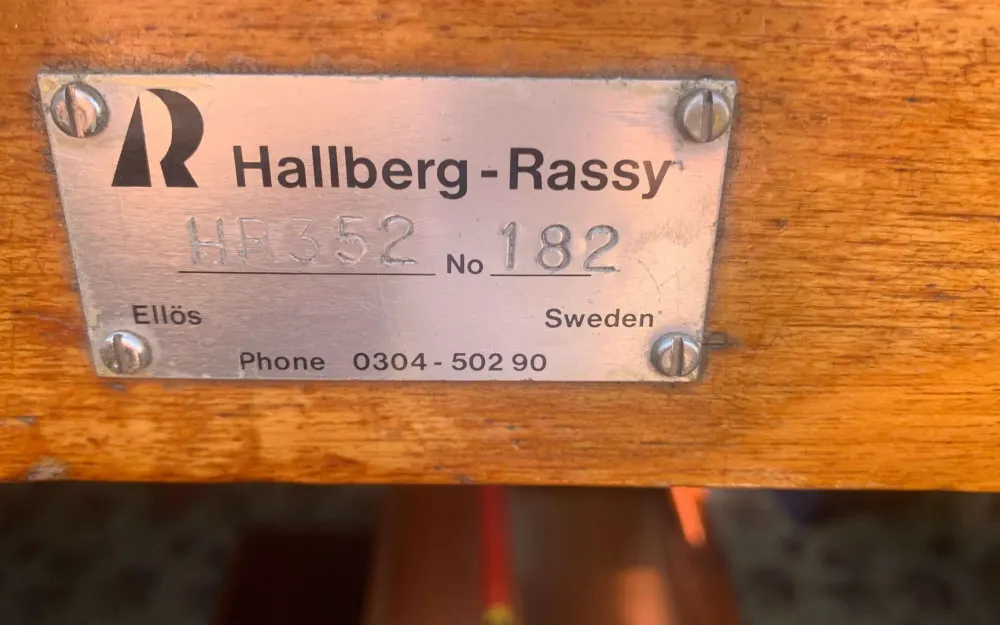 Hallberg-Rassy
HR352 No 182
Ellös Sweden
Phone 0304-502 90